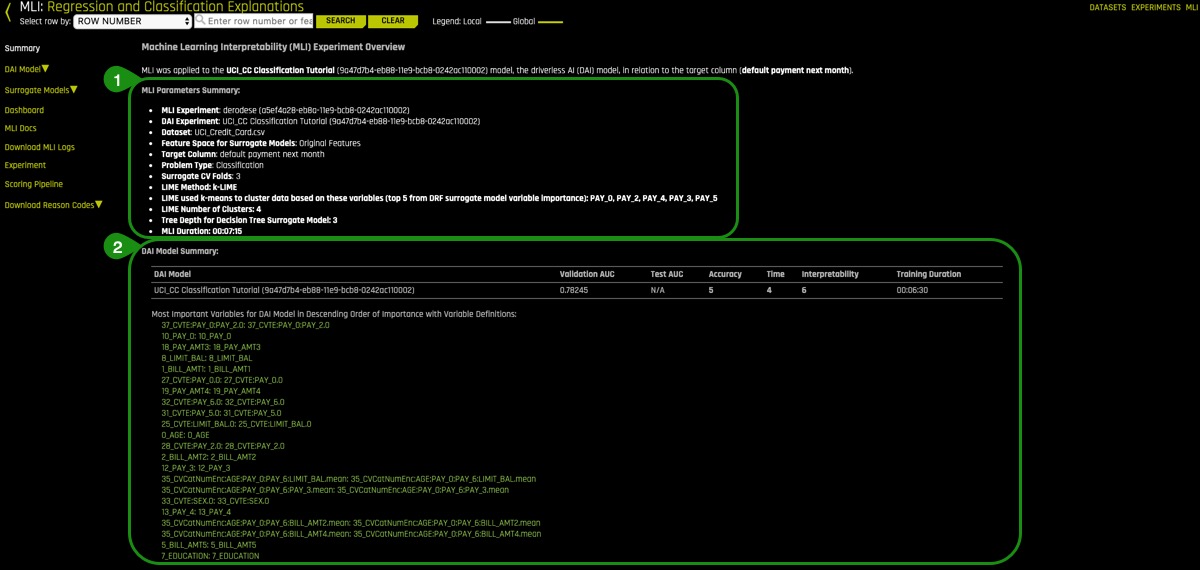 MLI: Regression and Classification Explanations
DATASETS EXPERIMENTS MLI
Select row by: ROW NUMBER Enter row number or fea SEARCH CLEAR Legend: Local Global
Summary
DAI Model
Surrogate Models
Dashboard
MLI Docs
Download MLI Logs
Experiment
Scoring Pipeline
Download Reason Codes
Machine Learning Interpretability (MLI) Experiment Overview
MLI was applied to the UCI_CC Classification Tutorial (9a47d7b4-eb88-11e9-bcb8-0242ac110002) model, the driverless AI (DAI) model, in relation to the target column (default payment next month).
1
MLI Parameters Summary:
MLI Experiment: derodese (a5ef4a28-eb8a-11e9-bcb8-0242ac110002)
DAI Experiment: UCI_CC Classification Tutorial (9a47d7b4-eb88-11e9-bcb8-0242ac110002)
Dataset: UCI_Credit_Card.csv
Feature Space for Surrogate Models: Original Features
Target Column: default payment next month
Problem Type: Classification
Surrogate CV Folds: 3
LIME Method: k-LIME
LIME used k-means to cluster data based on these variables (top 5 from DRF surrogate model variable importance): PAY_0, PAY_2, PAY_4, PAY_3, PAY_5
LIME Number of Clusters: 4
Tree Depth for Decision Tree Surrogate Model: 3
MLI Duration: 00:07:15
2
DAI Model Summary:
DAI Model Validation AUC Test AUC Accuracy Time Interpretability Training Duration
UCI_CC Classification Tutorial (9a47d7b4-eb88-11e9-bcb8-0242ac110002) 0.78245 N/A 5 4 6 00:06:30
Most Important Variables for DAI Model in Descending Order of Importance with Variable Definitions:
37_CVTE:PAY_0:PAY_2.0: 37_CVTE:PAY_0:PAY_2.0
10_PAY_0: 10_PAY_0
18_PAY_AMT3: 18_PAY_AMT3
8_LIMIT_BAL: 8_LIMIT_BAL
1_BILL_AMT1: 1_BILL_AMT1
27_CVTE:PAY_0.0: 27_CVTE:PAY_0.0
19_PAY_AMT4: 19_PAY_AMT4
32_CVTE:PAY_6.0: 32_CVTE:PAY_6.0
31_CVTE:PAY_5.0: 31_CVTE:PAY_5.0
25_CVTE:LIMIT_BAL.0: 25_CVTE:LIMIT_BAL.0
0_AGE: 0_AGE
28_CVTE:PAY_2.0: 28_CVTE:PAY_2.0
2_BILL_AMT2: 2_BILL_AMT2
12_PAY_3: 12_PAY_3
35_CVCatNumEnc:AGE:PAY_0:PAY_6:LIMIT_BAL.mean: 35_CVCatNumEnc:AGE:PAY_0:PAY_6:LIMIT_BAL.mean
35_CVCatNumEnc:AGE:PAY_0:PAY_6:PAY_3.mean: 35_CVCatNumEnc:AGE:PAY_0:PAY_6:PAY_3.mean
33_CVTE:SEX.0: 33_CVTE:SEX.0
13_PAY_4: 13_PAY_4
35_CVCatNumEnc:AGE:PAY_0:PAY_6:BILL_AMT2.mean: 35_CVCatNumEnc:AGE:PAY_0:PAY_6:BILL_AMT2.mean
35_CVCatNumEnc:AGE:PAY_0:PAY_6:BILL_AMT4.mean: 35_CVCatNumEnc:AGE:PAY_0:PAY_6:BILL_AMT4.mean
5_BILL_AMT5: 5_BILL_AMT5
7_EDUCATION: 7_EDUCATION